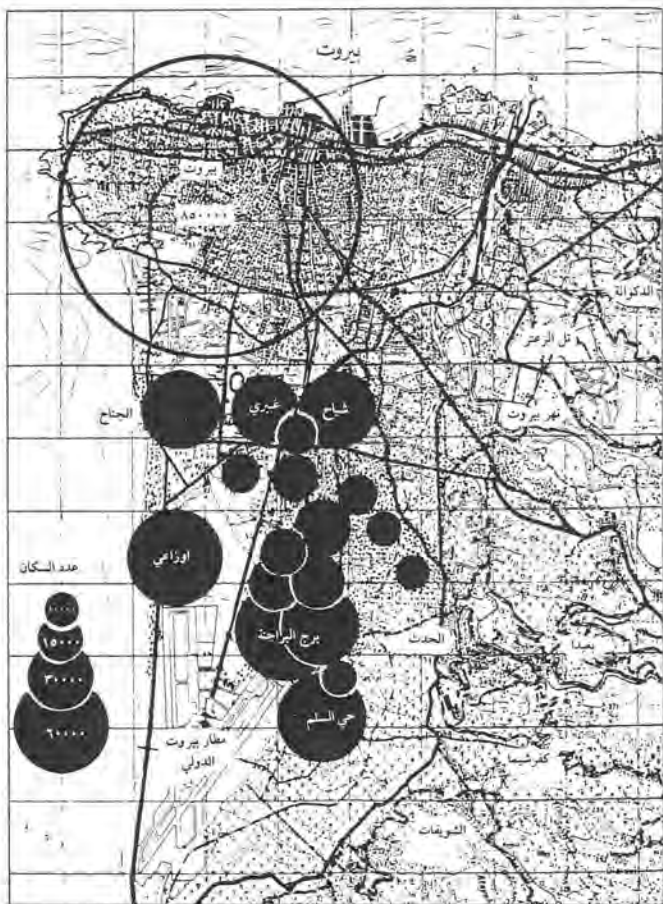 بيروت
بيروت
٨٥٠٠٠٠
الدكوانة
تل الزعتر
نهر بيروت
الجناح
غبيري
شياح
اوزاعي
عدد السكان
١٠٠٠٠
١٥٠٠٠
٣٠٠٠٠
٦٠٠٠٠
برج البراجنة
الحدث
بعبدا
حي السلم
مطار بيروت
الدولي
كفرشيما
الشويفات